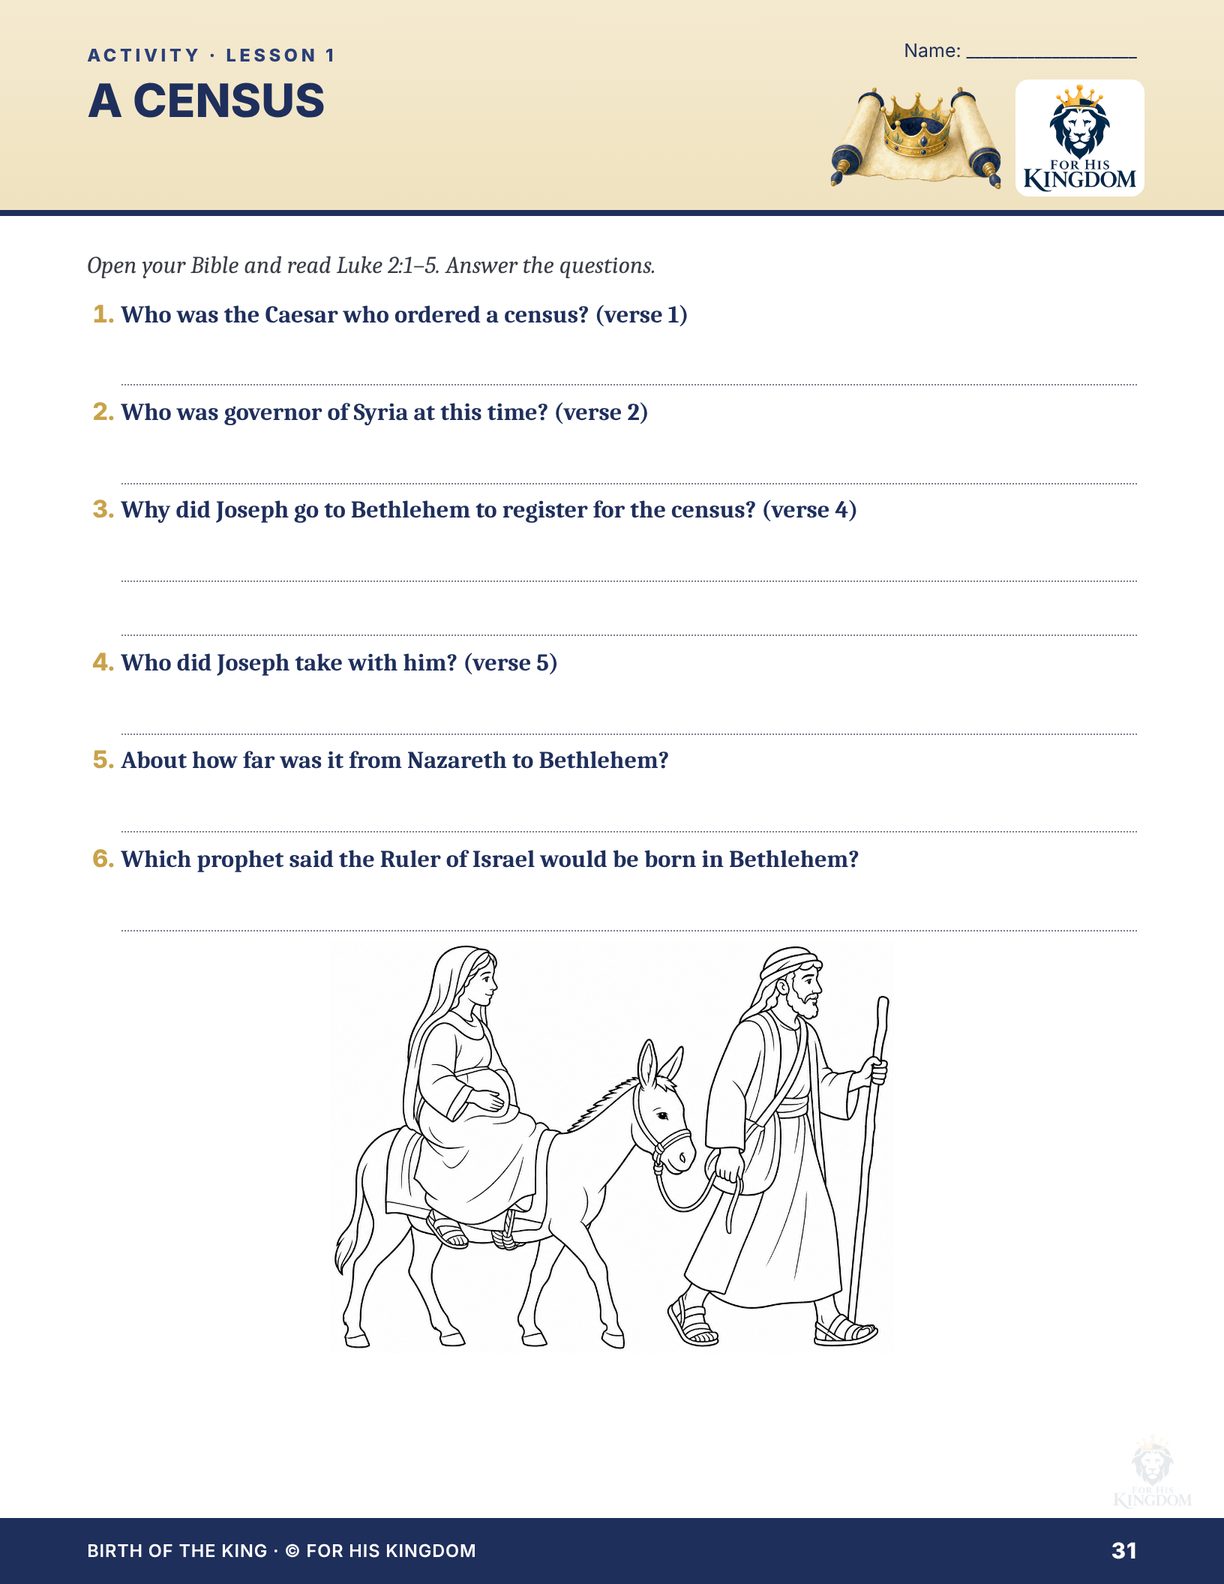 ACTIVITY · LESSON 1
A CENSUS
Name: ____________________
FOR HIS
KINGDOM
Open your Bible and read Luke 2:1–5. Answer the questions.
1. Who was the Caesar who ordered a census? (verse 1)
2. Who was governor of Syria at this time? (verse 2)
3. Why did Joseph go to Bethlehem to register for the census? (verse 4)
4. Who did Joseph take with him? (verse 5)
5. About how far was it from Nazareth to Bethlehem?
6. Which prophet said the Ruler of Israel would be born in Bethlehem?
FOR HIS
KINGDOM
BIRTH OF THE KING · © FOR HIS KINGDOM
31